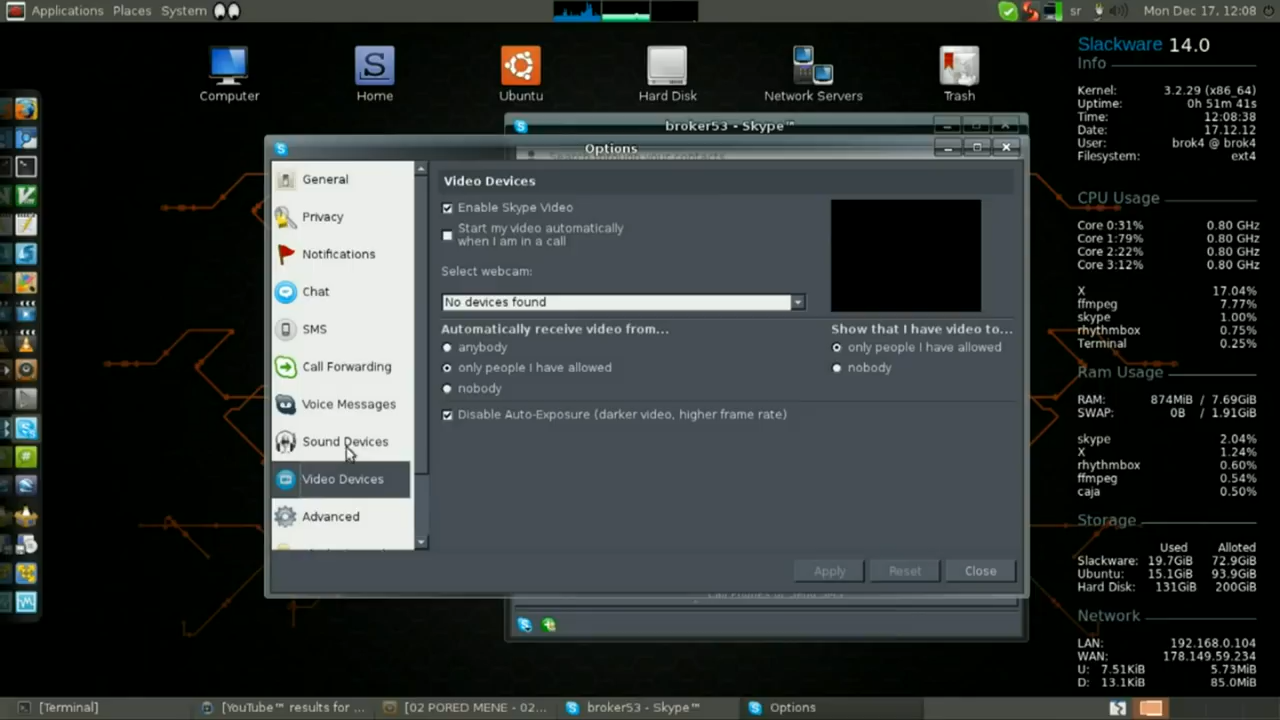 Applications Places System
sr Mon Dec 17, 12:08
Computer
Home
Ubuntu
Hard Disk
Network Servers
Trash
broker53 - Skype™
Search through your contacts
Options
General
Privacy
Notifications
Chat
SMS
Call Forwarding
Voice Messages
Sound Devices
Video Devices
Advanced
Video Devices
Enable Skype Video
Start my video automatically
when I am in a call
Select webcam:
No devices found
Automatically receive video from...
anybody
only people I have allowed
nobody
Show that I have video to...
only people I have allowed
nobody
Disable Auto-Exposure (darker video, higher frame rate)
Apply Reset Close
Slackware 14.0
Info
Kernel: 3.2.29 (x86_64)
Uptime: 0h 51m 41s
Time: 12:08:38
Date: 17.12.12
User: brok4 @ brok4
Filesystem: ext4
CPU Usage
Core 0:31% 0.80 GHz
Core 1:79% 0.80 GHz
Core 2:22% 0.80 GHz
Core 3:12% 0.80 GHz
X 17.04%
ffmpeg 7.77%
skype 1.00%
rhythmbox 0.75%
Terminal 0.25%
Ram Usage
RAM: 874MiB / 7.69GiB
SWAP: 0B / 1.91GiB
skype 2.04%
X 1.24%
rhythmbox 0.60%
ffmpeg 0.54%
caja 0.50%
Storage
Used Alloted
Slackware: 19.7GiB 72.9GiB
Ubuntu: 15.1GiB 93.9GiB
Hard Disk: 131GiB 200GiB
Network
LAN: 192.168.0.104
WAN: 178.149.59.234
U: 7.51KiB 5.73MiB
D: 13.1KiB 85.0MiB
[Terminal]
[YouTube™ results for ...
[02 PORED MENE - 02...
broker53 - Skype™
Options